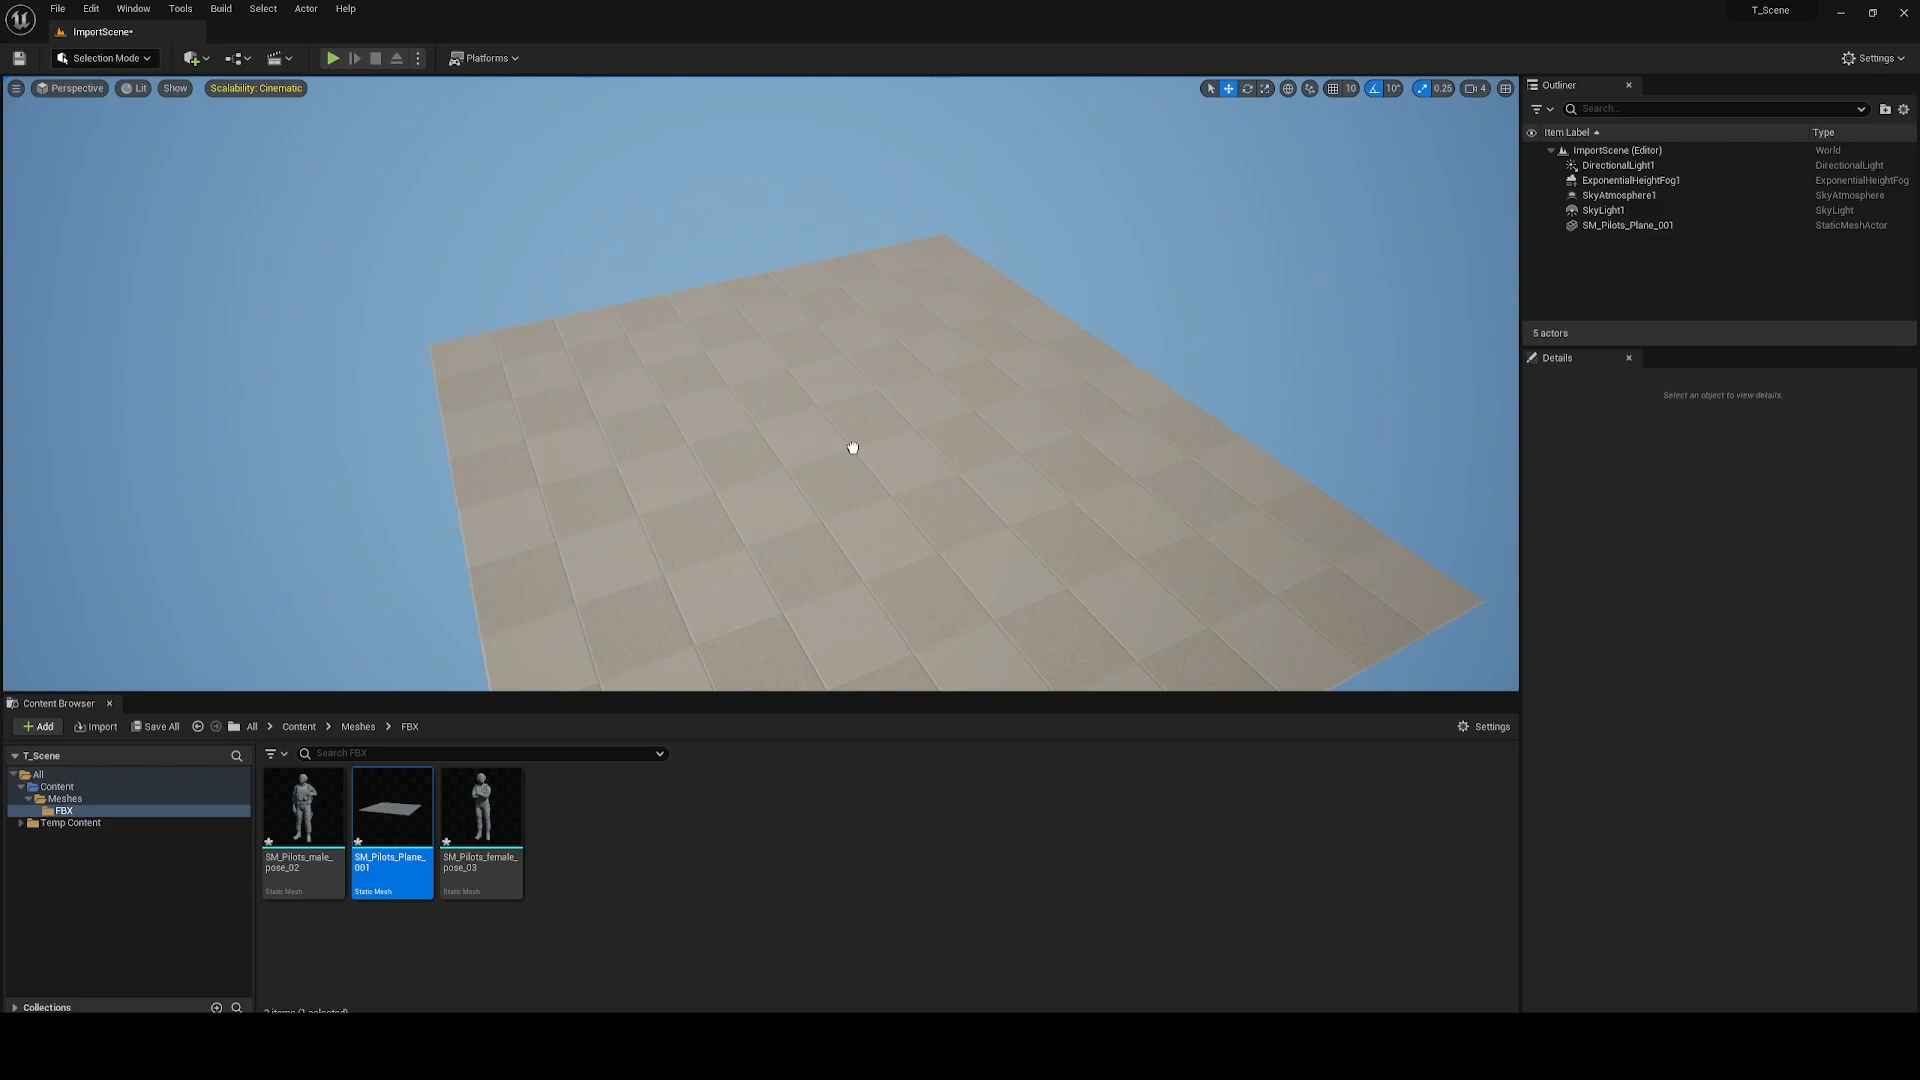 File Edit Window Tools Build Select Actor Help
T_Scene
ImportScene•
Selection Mode
Platforms
Settings
Perspective Lit Show Scalability: Cinematic
10 10° 0.25 4
Outliner
Search...
Item Label Type
ImportScene (Editor) World
DirectionalLight1 DirectionalLight
ExponentialHeightFog1 ExponentialHeightFog
SkyAtmosphere1 SkyAtmosphere
SkyLight1 SkyLight
SM_Pilots_Plane_001 StaticMeshActor
5 actors
Details
Select an object to view details.
Content Browser
Add Import Save All All Content Meshes FBX
Settings
T_Scene
Search FBX
All
Content
Meshes
FBX
Temp Content
SM_Pilots_male_
pose_02
Static Mesh
SM_Pilots_Plane_
001
Static Mesh
SM_Pilots_female_
pose_03
Static Mesh
Collections